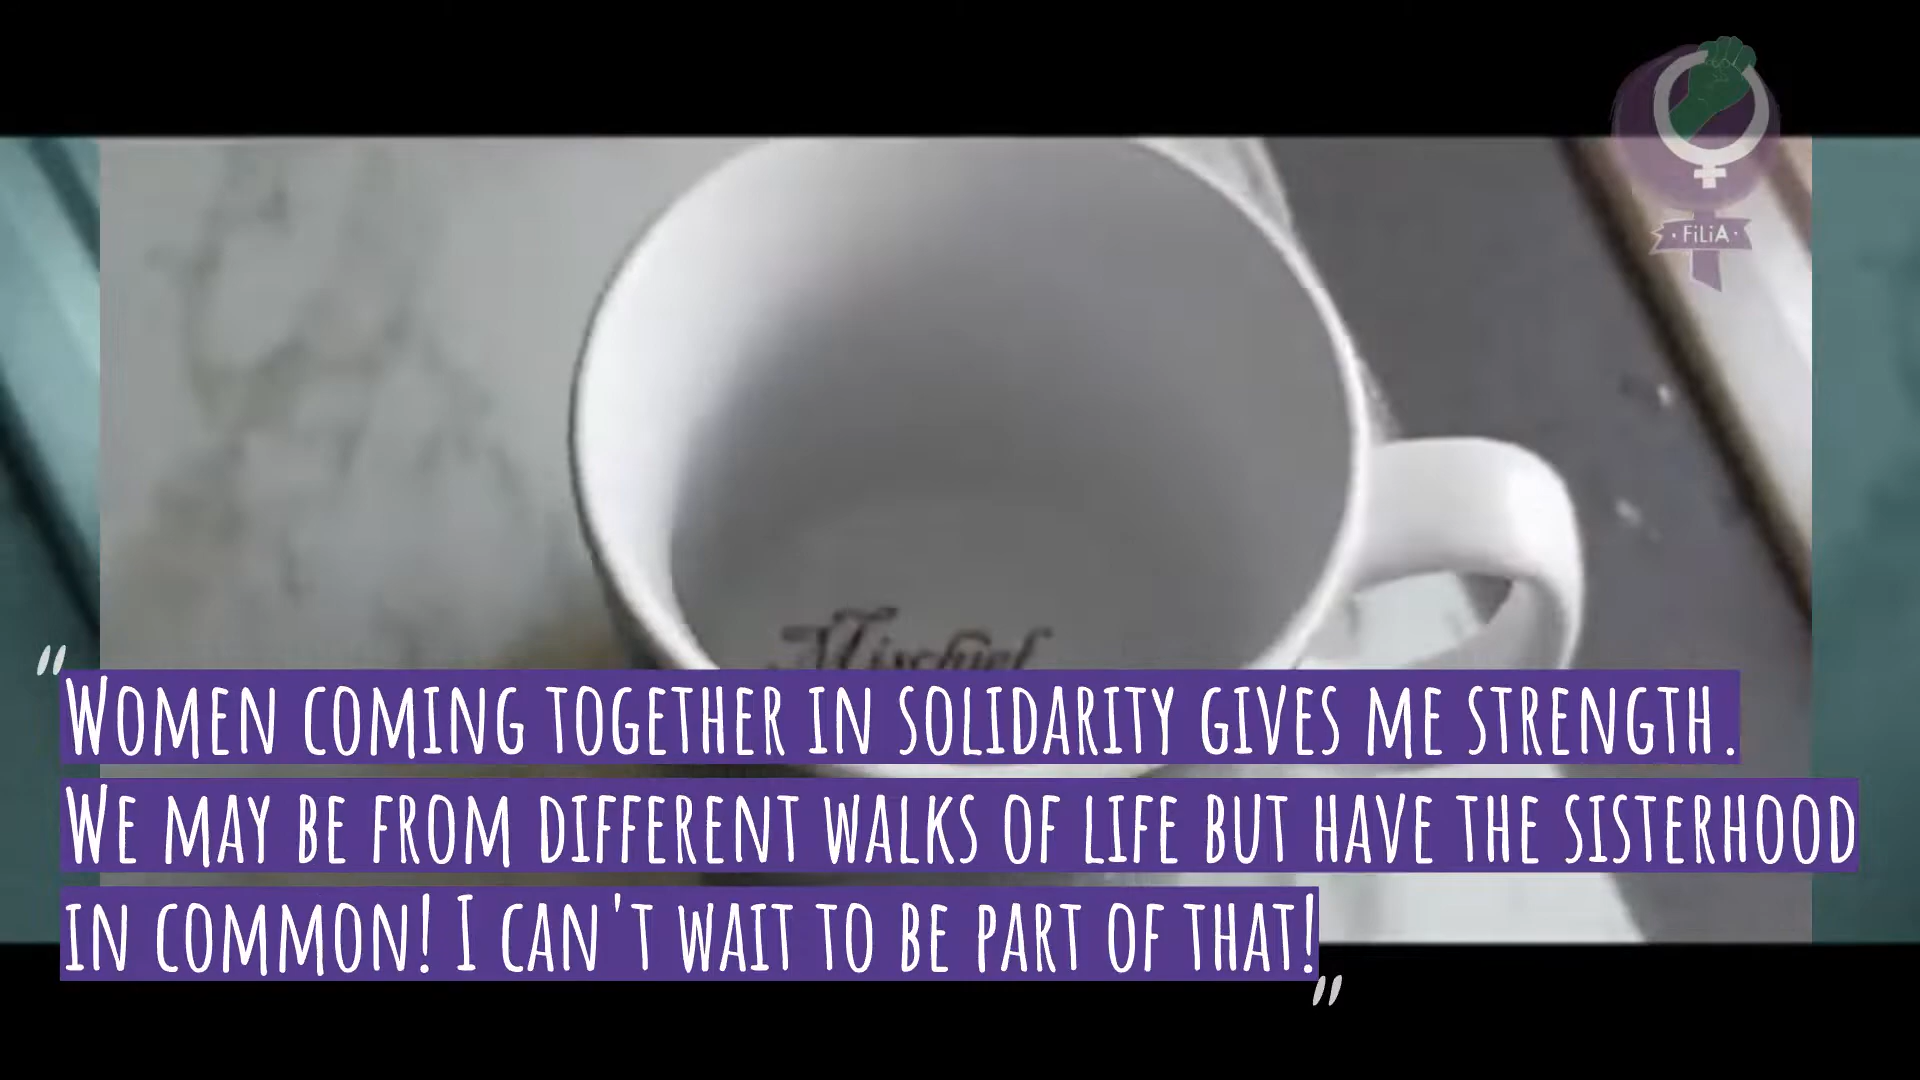 FiLiA
Mischief
"Women coming together in solidarity gives me strength.
We may be from different walks of life but have the sisterhood
in common! I can't wait to be part of that!"